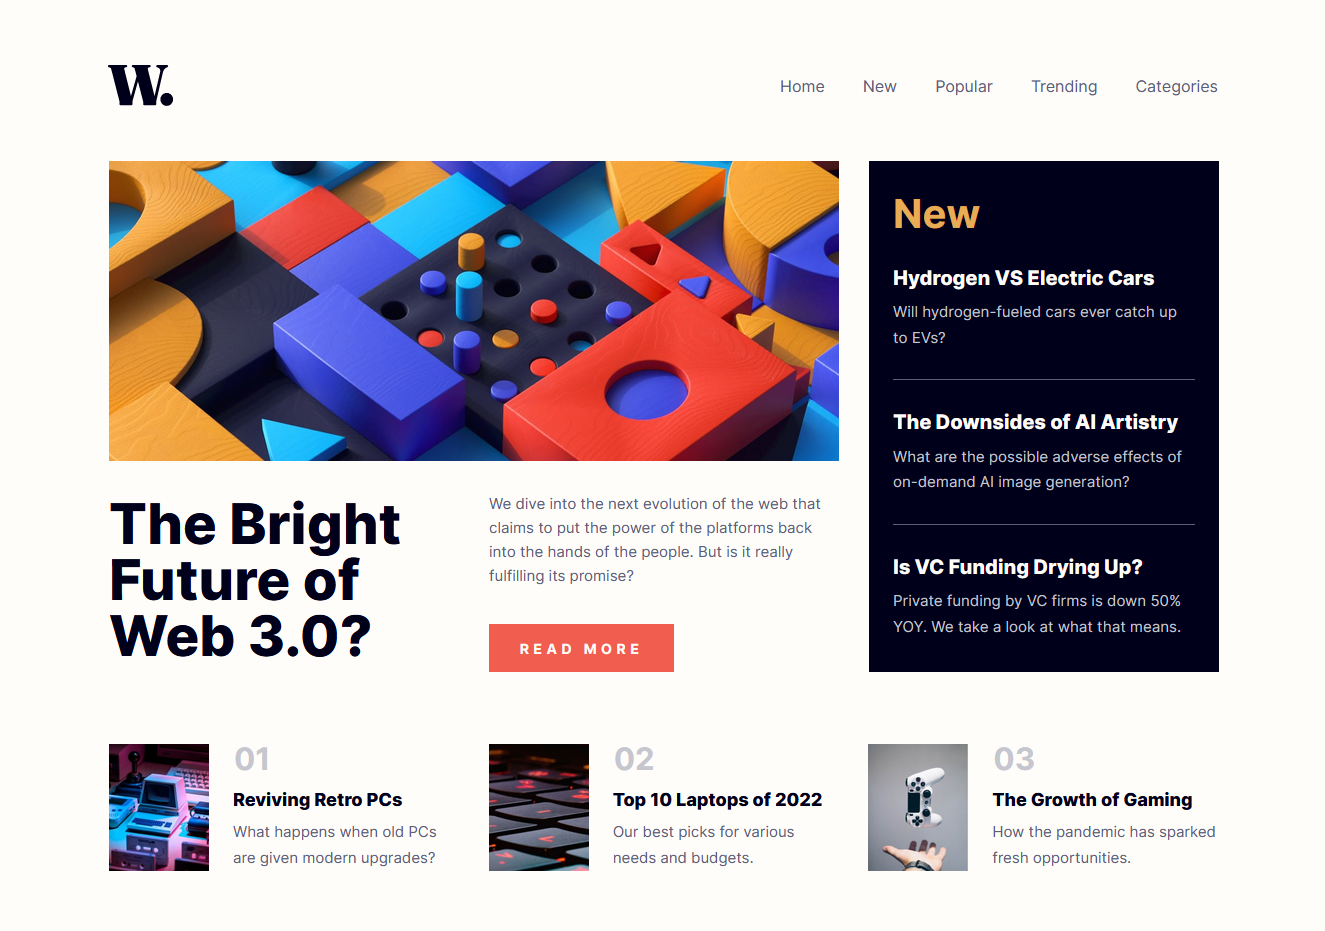 W.
Home New Popular Trending Categories
The Bright
Future of
Web 3.0?
We dive into the next evolution of the web that
claims to put the power of the platforms back
into the hands of the people. But is it really
fulfilling its promise?
READ MORE
New
Hydrogen VS Electric Cars
Will hydrogen-fueled cars ever catch up
to EVs?
The Downsides of AI Artistry
What are the possible adverse effects of
on-demand AI image generation?
Is VC Funding Drying Up?
Private funding by VC firms is down 50%
YOY. We take a look at what that means.
01
Reviving Retro PCs
What happens when old PCs
are given modern upgrades?
02
Top 10 Laptops of 2022
Our best picks for various
needs and budgets.
03
The Growth of Gaming
How the pandemic has sparked
fresh opportunities.